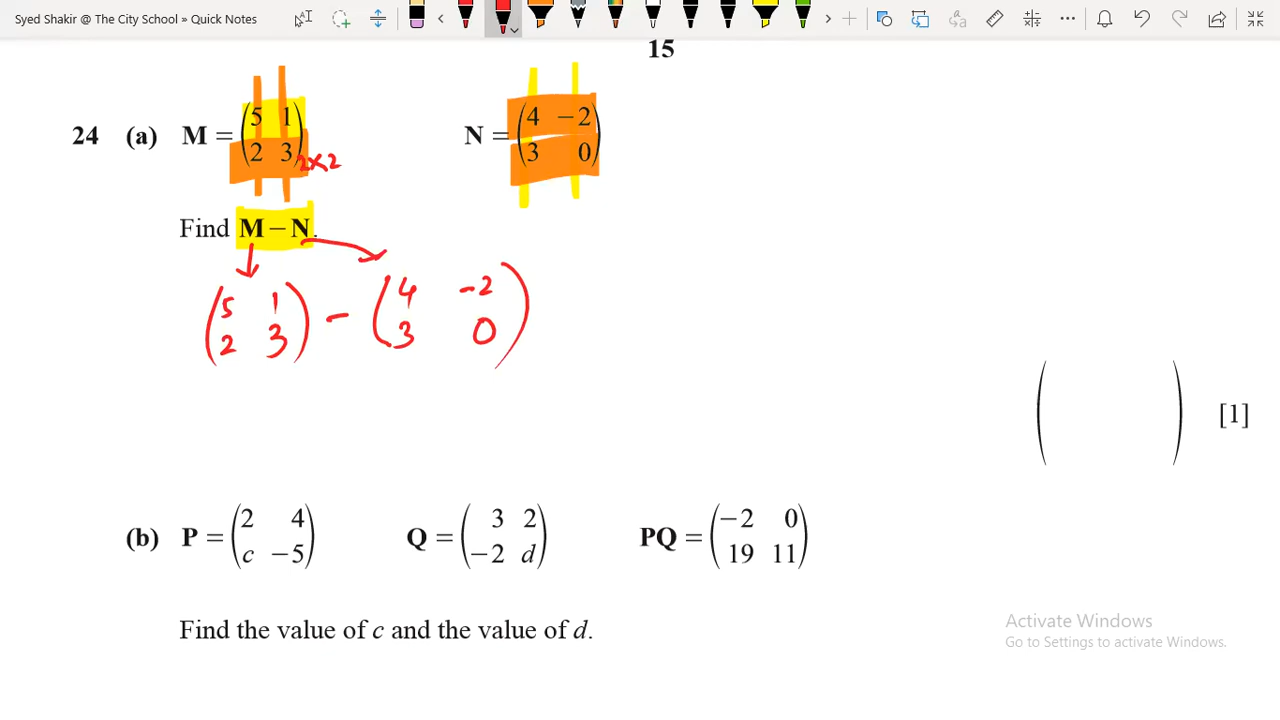 Syed Shakir @ The City School » Quick Notes
15
24 (a) M = (5 1 N = (4 −2
2 3) 2×2 3 0)
Find M − N.
(5 1 − (4 -2
2 3) 3 0)
( ) [1]
(b) P = (2 4 Q = (3 2 PQ = (−2 0
c −5) −2 d) 19 11)
Find the value of c and the value of d.
Activate Windows
Go to Settings to activate Windows.